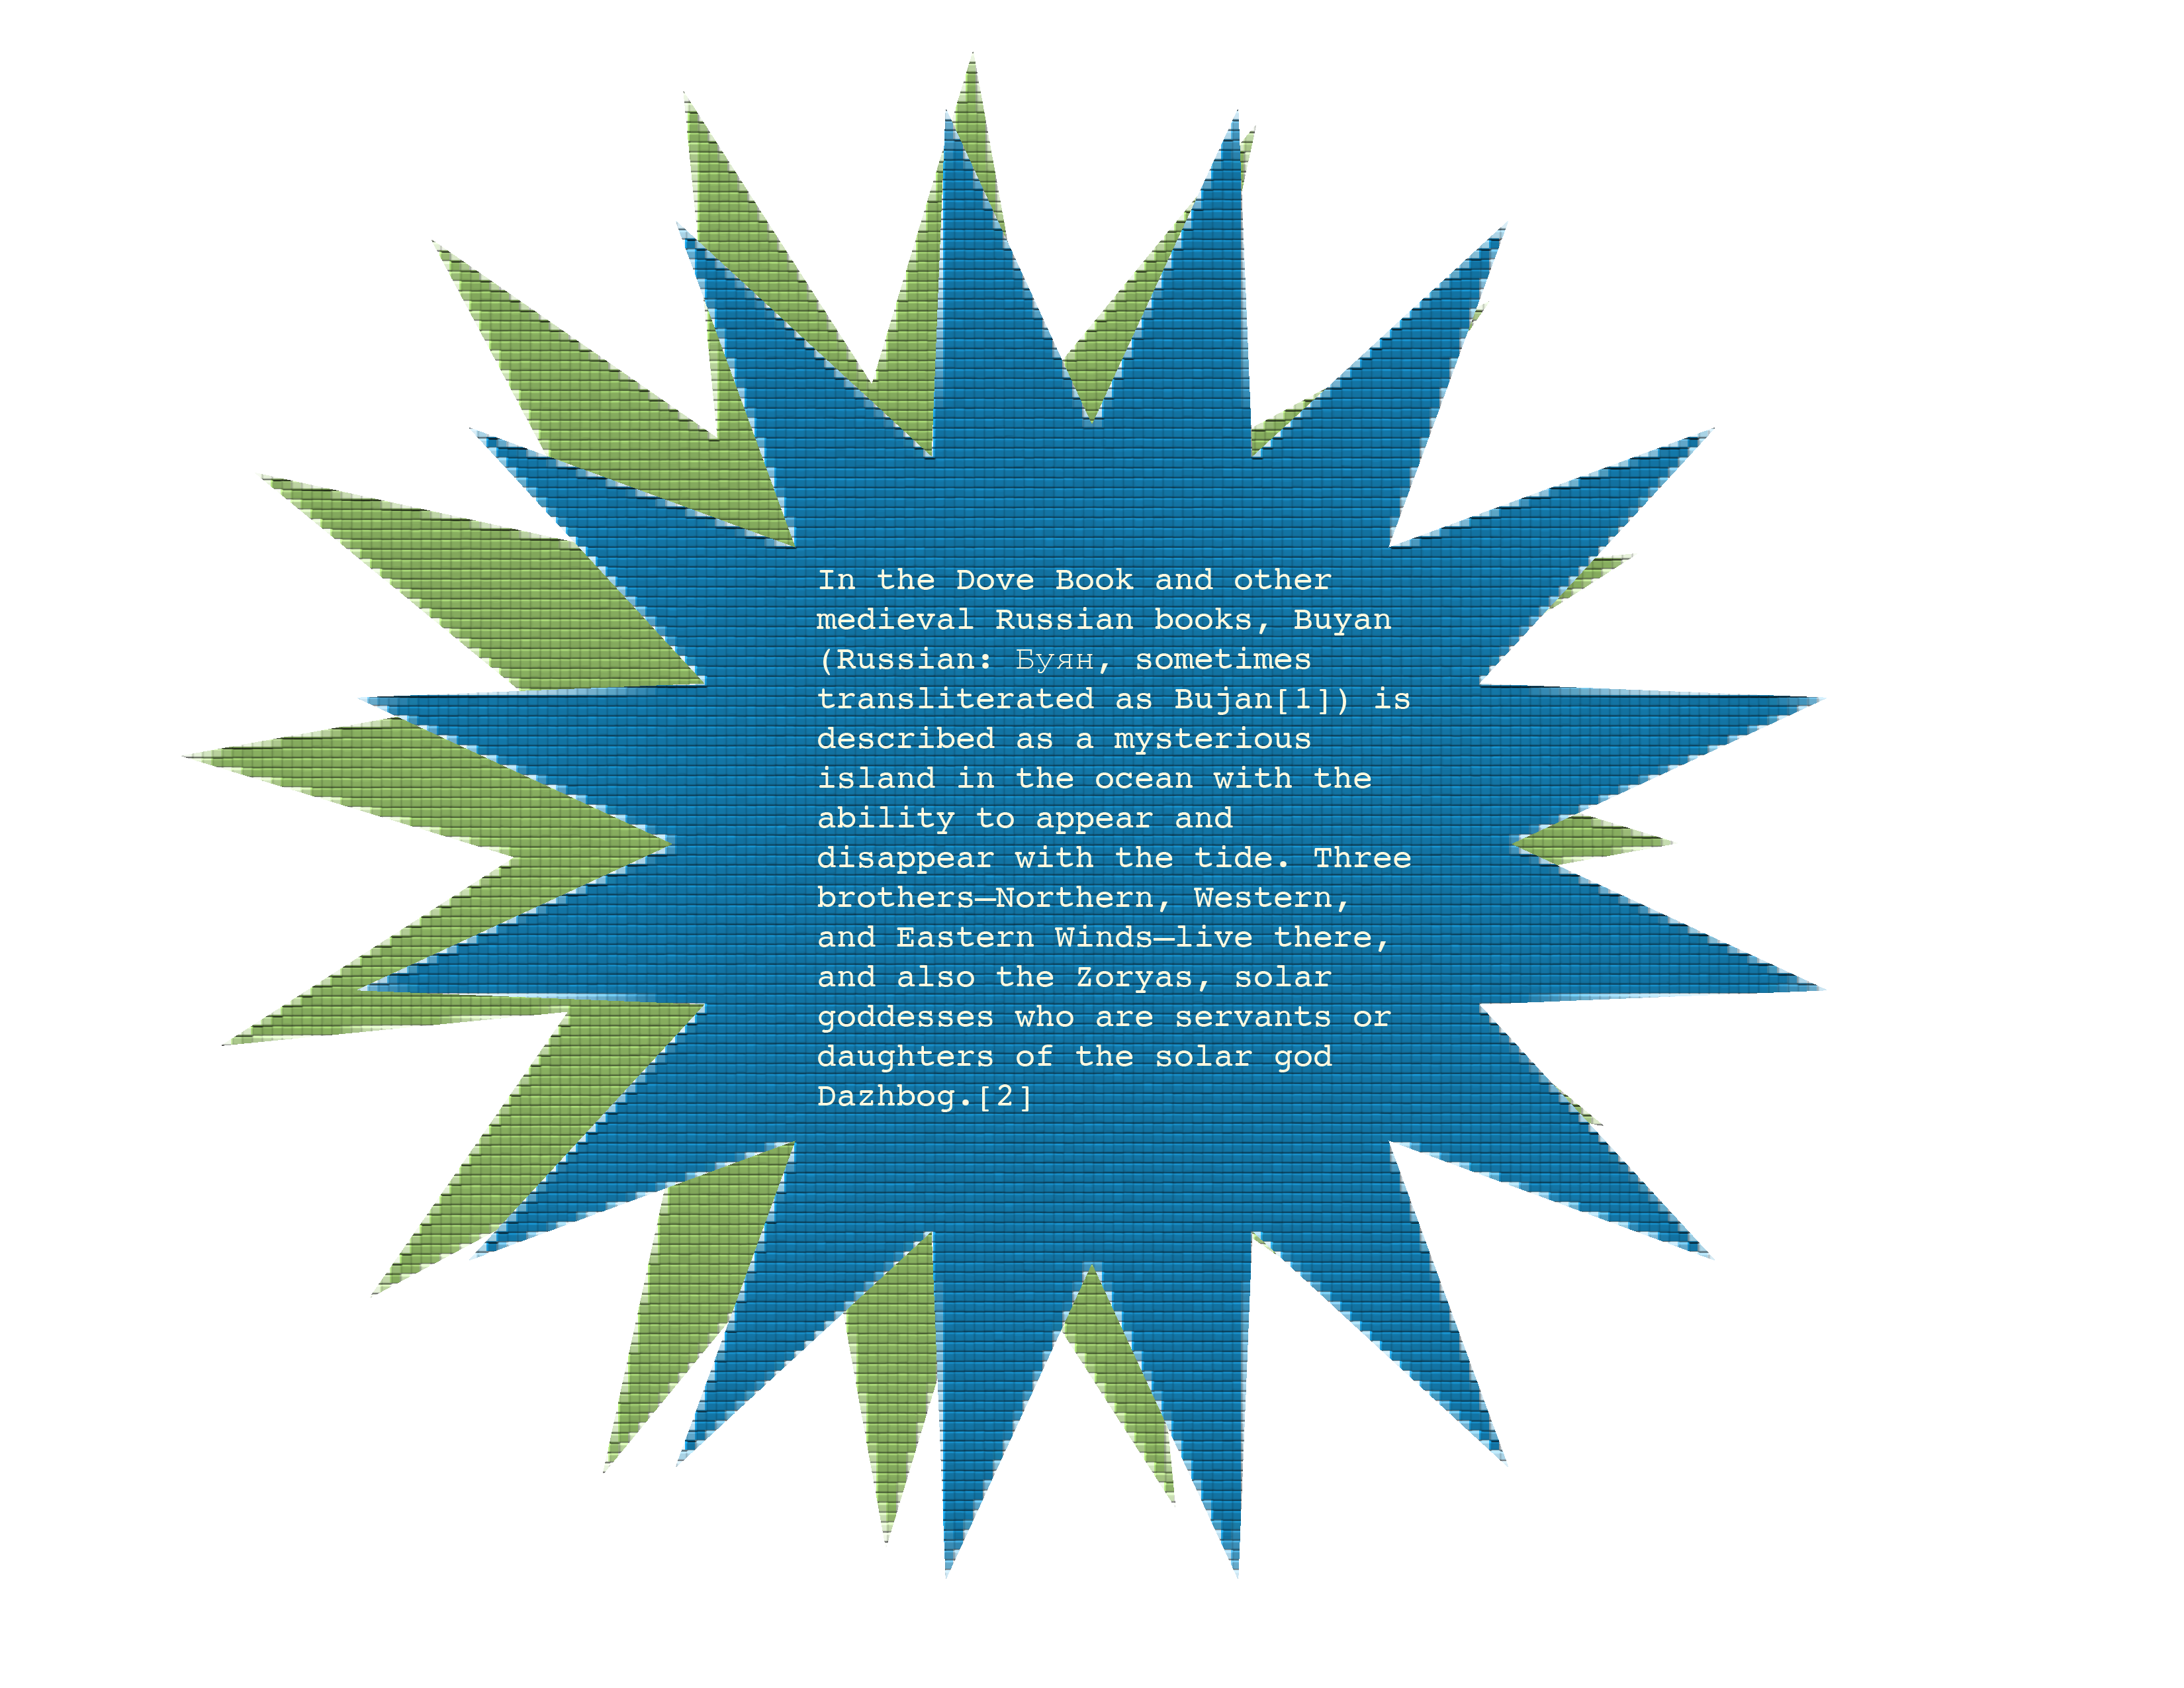 In the Dove Book and other
medieval Russian books, Buyan
(Russian: Буян, sometimes
transliterated as Bujan[1]) is
described as a mysterious
island in the ocean with the
ability to appear and
disappear with the tide. Three
brothers—Northern, Western,
and Eastern Winds—live there,
and also the Zoryas, solar
goddesses who are servants or
daughters of the solar god
Dazhbog.[2]